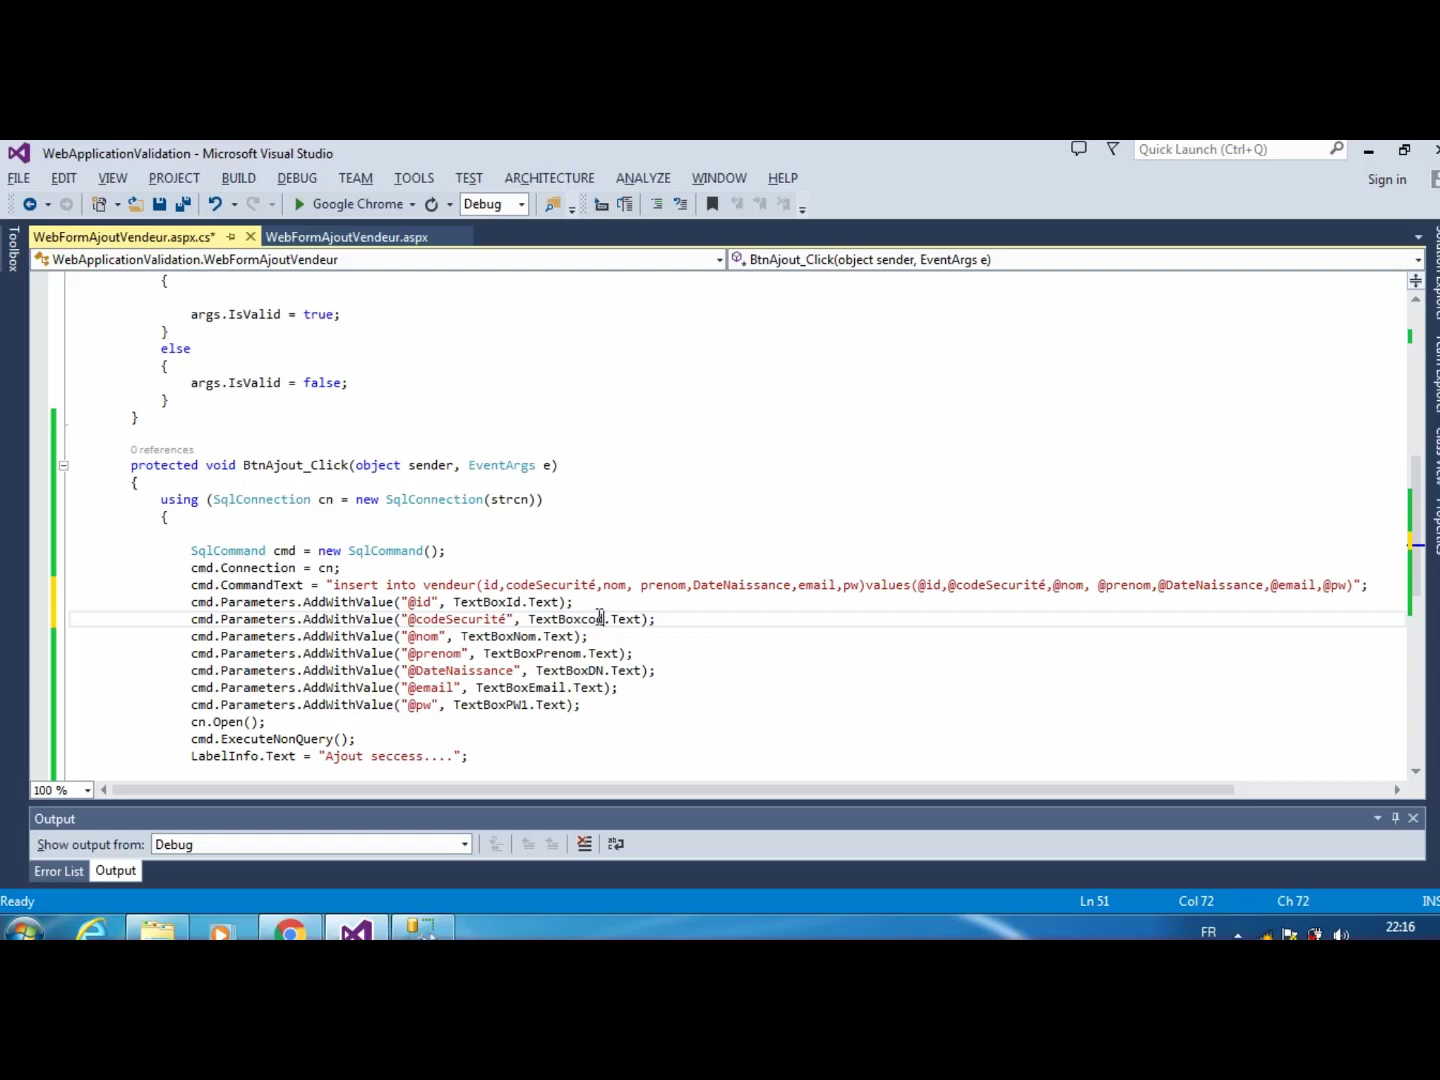 WebApplicationValidation - Microsoft Visual Studio
Quick Launch (Ctrl+Q)
FILE EDIT VIEW PROJECT BUILD DEBUG TEAM TOOLS TEST ARCHITECTURE ANALYZE WINDOW HELP
Sign in
Google Chrome Debug
Toolbox
WebFormAjoutVendeur.aspx.cs* WebFormAjoutVendeur.aspx
WebApplicationValidation.WebFormAjoutVendeur
BtnAjout_Click(object sender, EventArgs e)
{
args.IsValid = true;
}
else
{
args.IsValid = false;
}
}
0 references
protected void BtnAjout_Click(object sender, EventArgs e)
{
using (SqlConnection cn = new SqlConnection(strcn))
{
SqlCommand cmd = new SqlCommand();
cmd.Connection = cn;
cmd.CommandText = "insert into vendeur(id,codeSecurité,nom, prenom,DateNaissance,email,pw)values(@id,@codeSecurité,@nom, @prenom,@DateNaissance,@email,@pw)";
cmd.Parameters.AddWithValue("@id", TextBoxId.Text);
cmd.Parameters.AddWithValue("@codeSecurité", .Text);
cmd.Parameters.AddWithValue("@nom", TextBoxNom.Text);
cmd.Parameters.AddWithValue("@prenom", TextBoxPrenom.Text);
cmd.Parameters.AddWithValue("@DateNaissance", TextBoxDN.Text);
cmd.Parameters.AddWithValue("@email", TextBoxEmail.Text);
cmd.Parameters.AddWithValue("@pw", TextBoxPW1.Text);
cn.Open();
cmd.ExecuteNonQuery();
LabelInfo.Text = "Ajout seccess....";
100 %
Output
Show output from: Debug
Error List Output
Ready
Ln 51 Col 72 Ch 72
FR
22:16